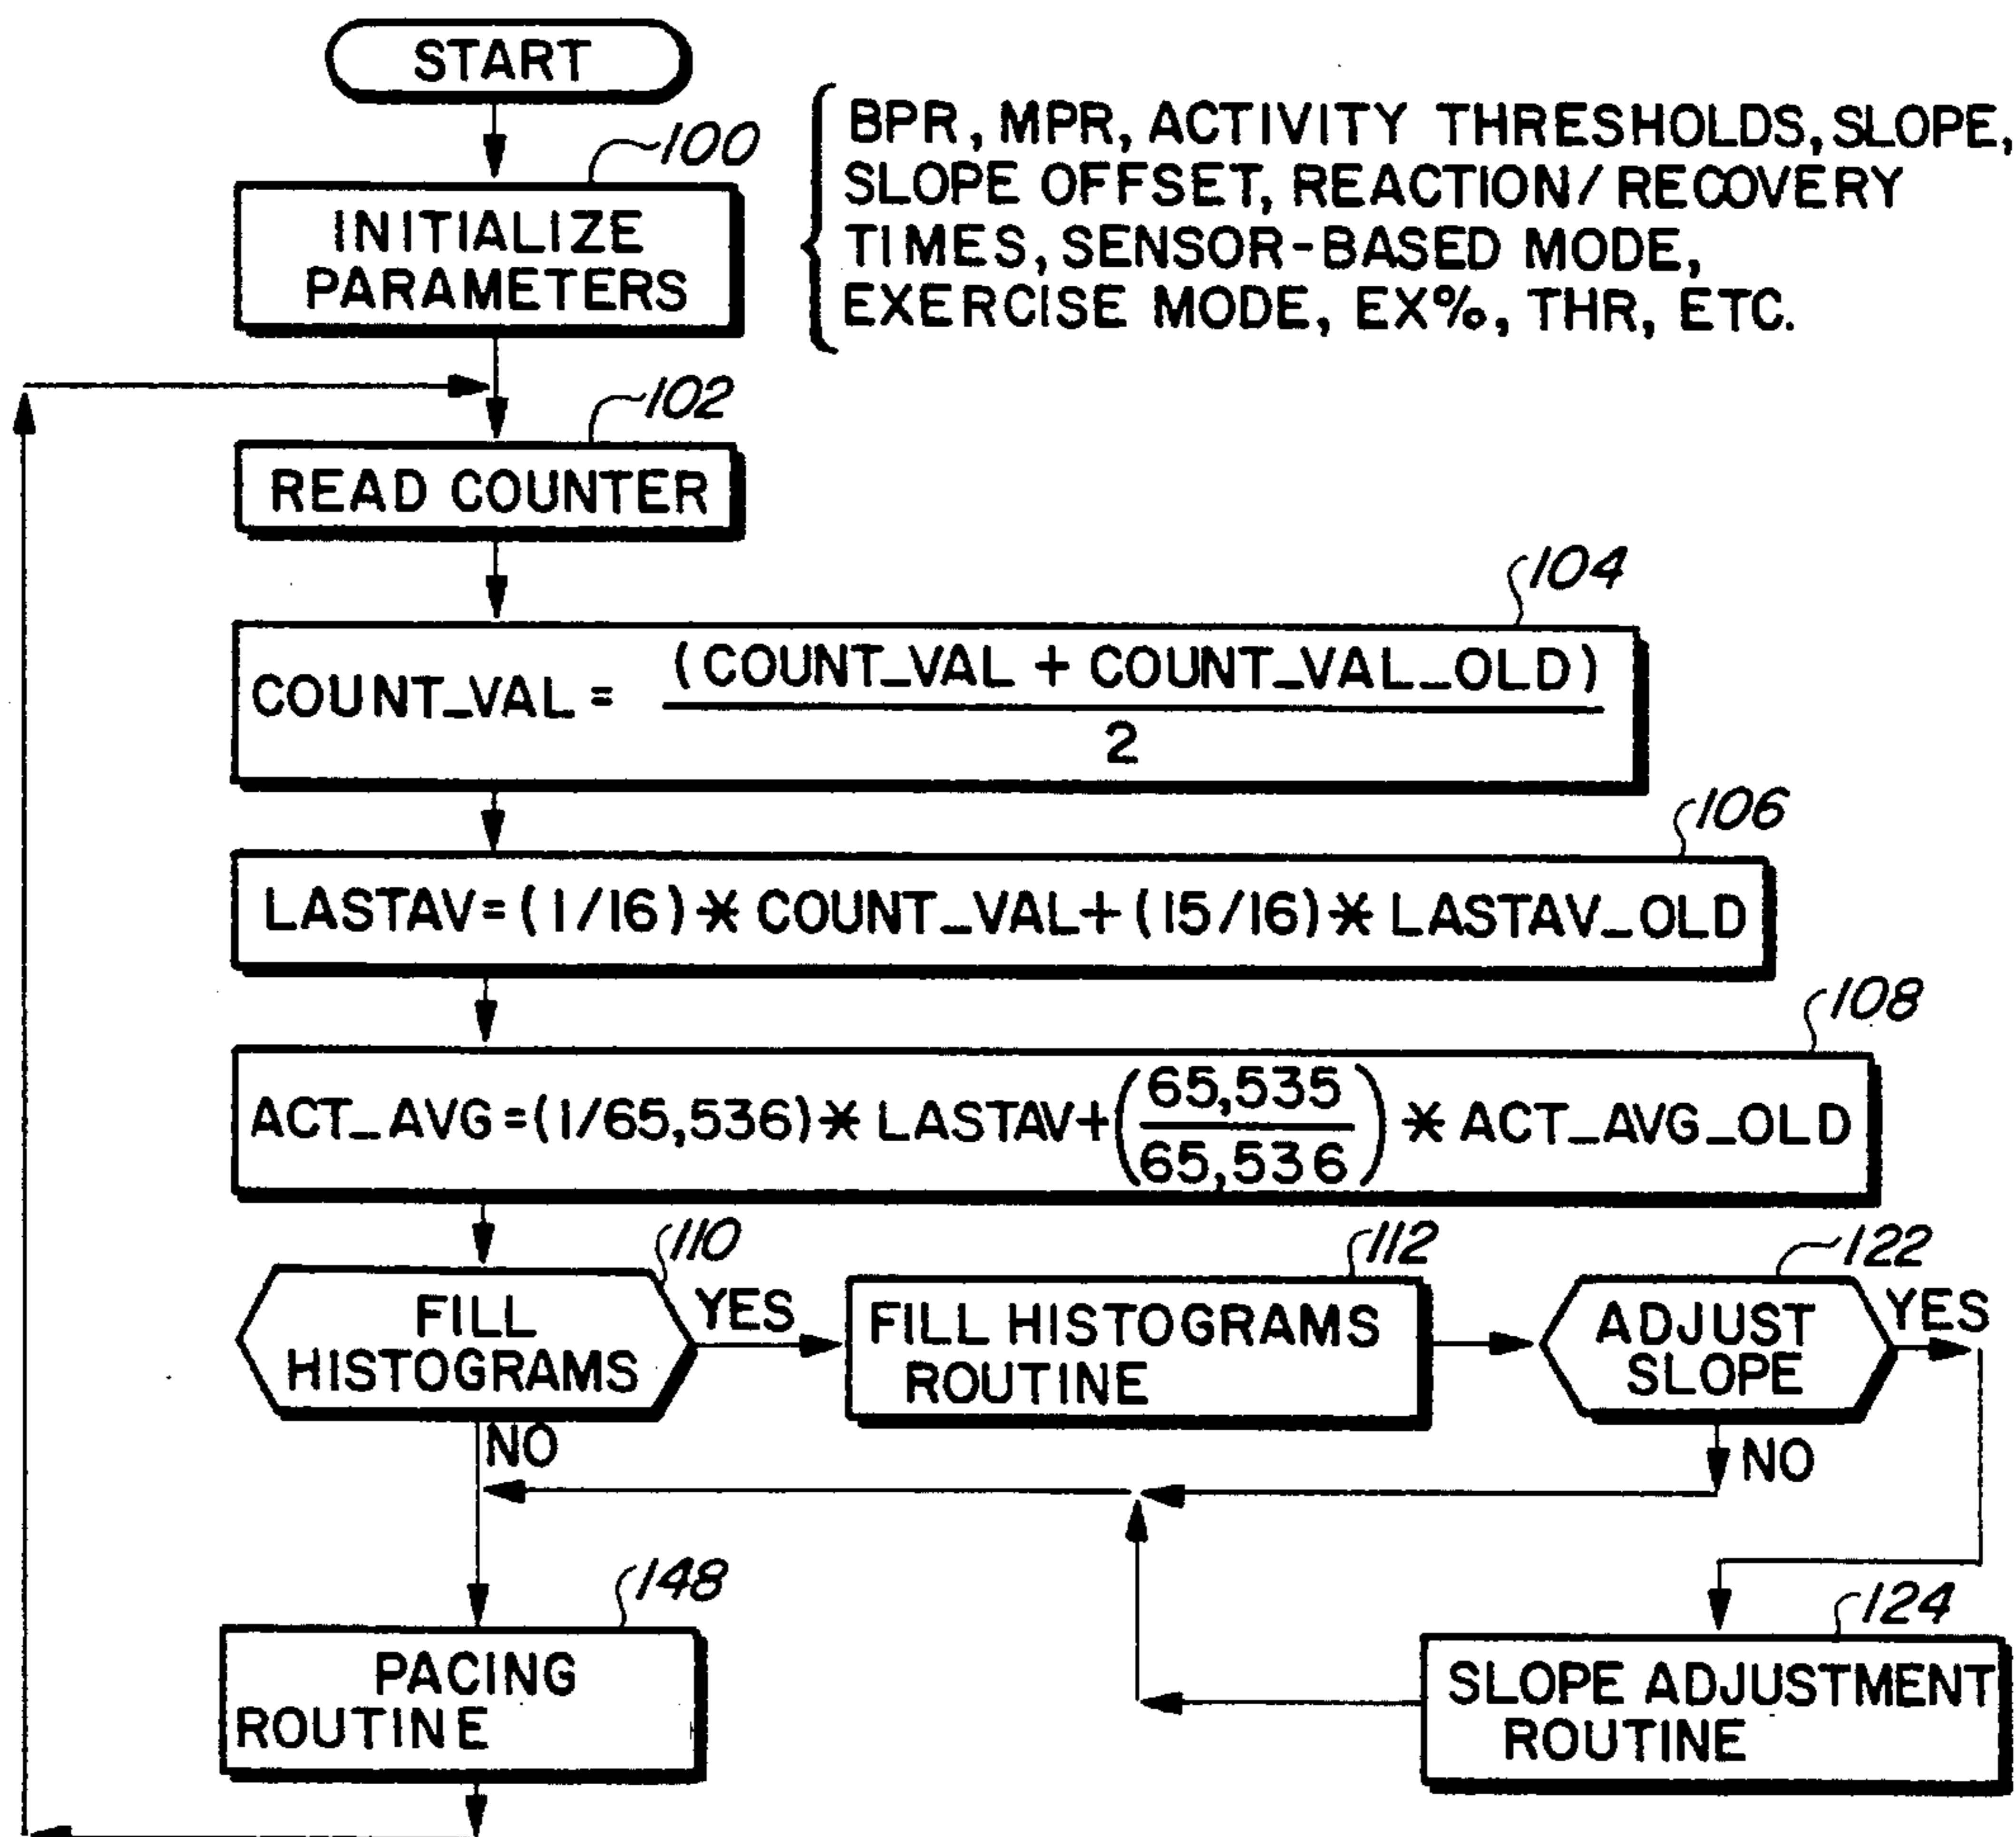 START
100
INITIALIZE
PARAMETERS
BPR, MPR, ACTIVITY THRESHOLDS, SLOPE,
SLOPE OFFSET, REACTION/RECOVERY
TIMES, SENSOR-BASED MODE,
EXERCISE MODE, EX%, THR, ETC.
102
READ COUNTER
104
COUNT_VAL = (COUNT_VAL + COUNT_VAL_OLD)
2
106
LASTAV=(1/16)* COUNT_VAL+(15/16)* LASTAV_OLD
108
ACT_AVG=(1/65,536)* LASTAV+(65,535/65,536)* ACT_AVG_OLD
110
FILL
HISTOGRAMS
YES
NO
112
FILL HISTOGRAMS
ROUTINE
122
ADJUST
SLOPE
YES
NO
148
PACING
ROUTINE
124
SLOPE ADJUSTMENT
ROUTINE